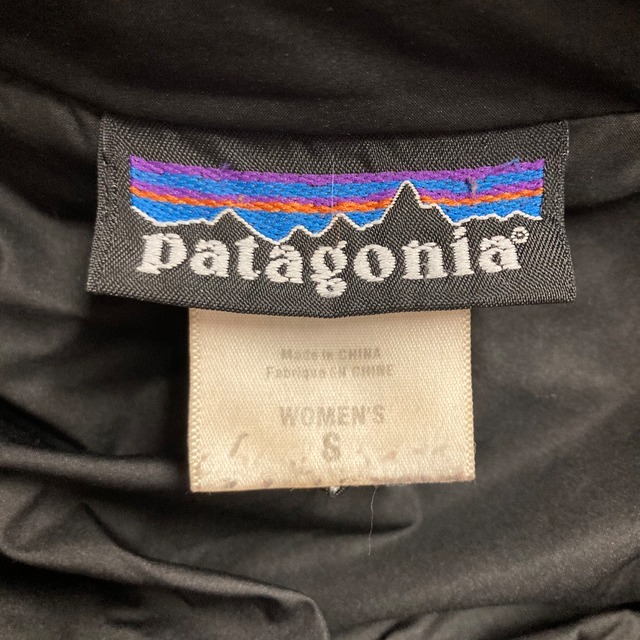 patagonia®
Made in CHINA
Fabriqué EN CHINE
WOMEN'S
S